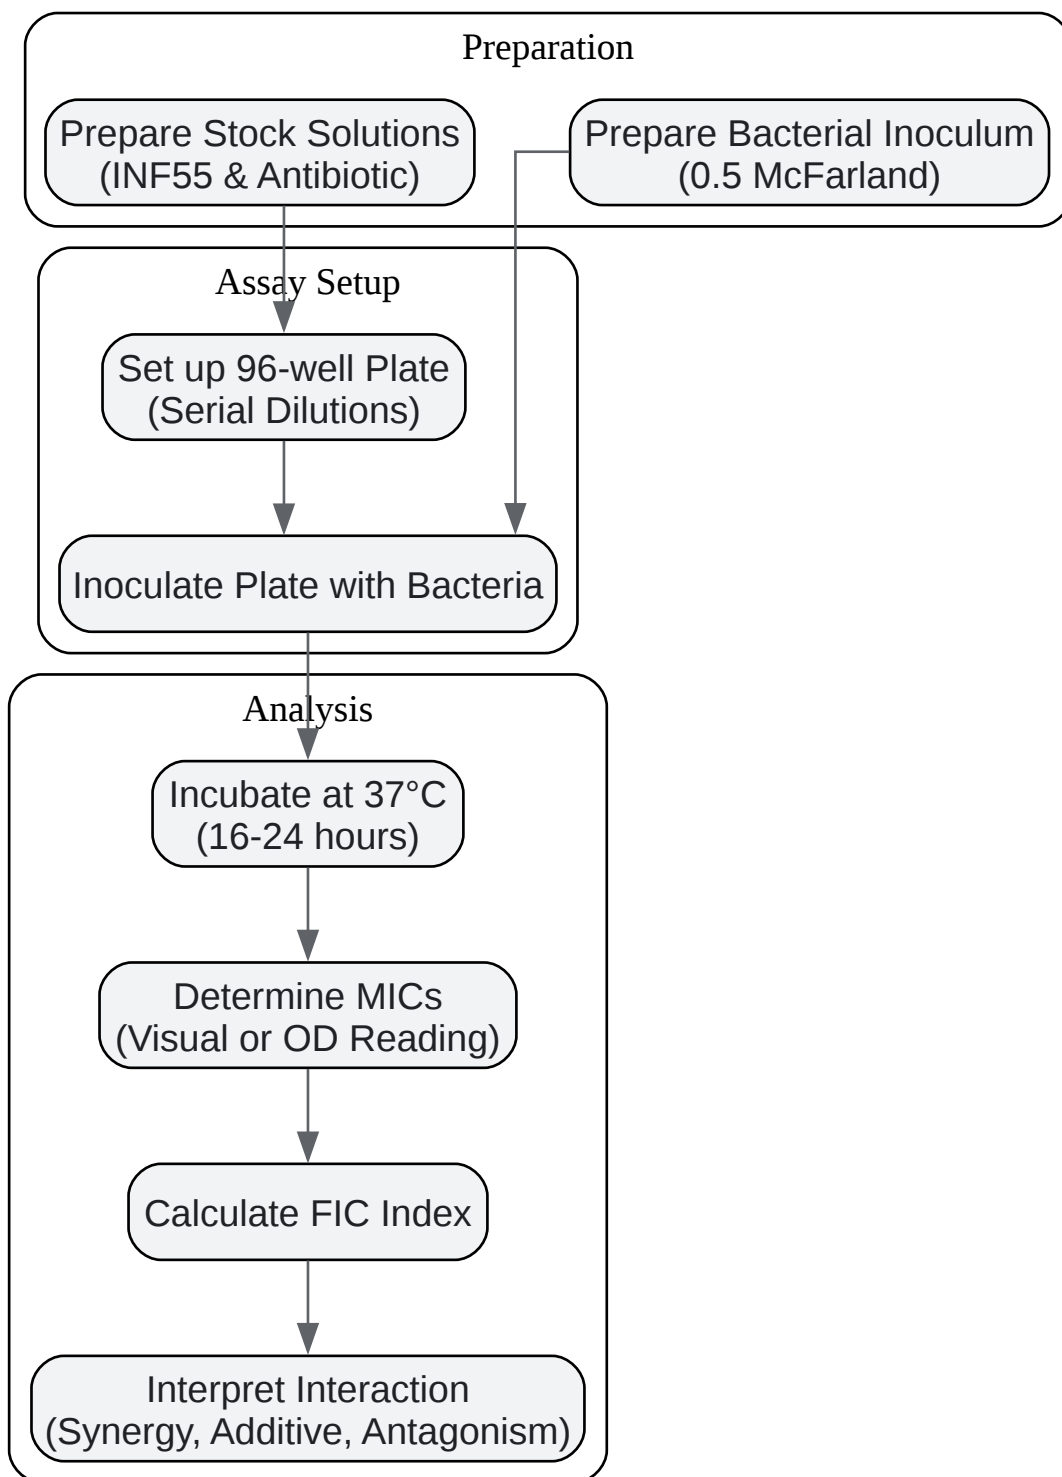 Preparation
Prepare Stock Solutions
(INF55 & Antibiotic)
Prepare Bacterial Inoculum
(0.5 McFarland)
Assay Setup
Set up 96-well Plate
(Serial Dilutions)
Inoculate Plate with Bacteria
Analysis
Incubate at 37°C
(16-24 hours)
Determine MICs
(Visual or OD Reading)
Calculate FIC Index
Interpret Interaction
(Synergy, Additive, Antagonism)